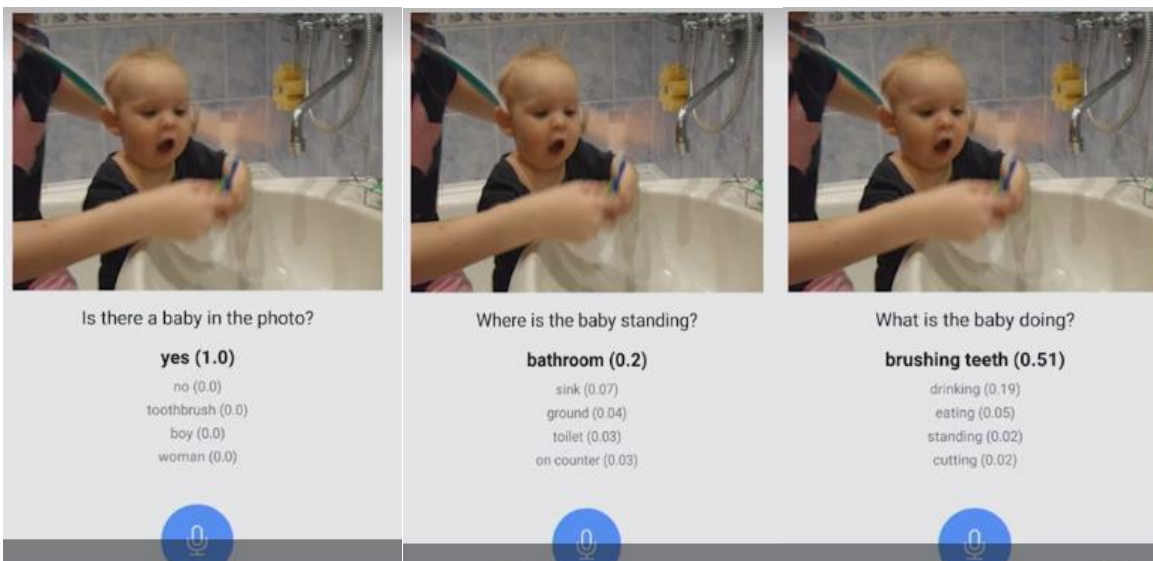 Is there a baby in the photo?
yes (1.0)
no (0.0)
toothbrush (0.0)
boy (0.0)
woman (0.0)
Where is the baby standing?
bathroom (0.2)
sink (0.07)
ground (0.04)
toilet (0.03)
on counter (0.03)
What is the baby doing?
brushing teeth (0.51)
drinking (0.19)
eating (0.05)
standing (0.02)
cutting (0.02)